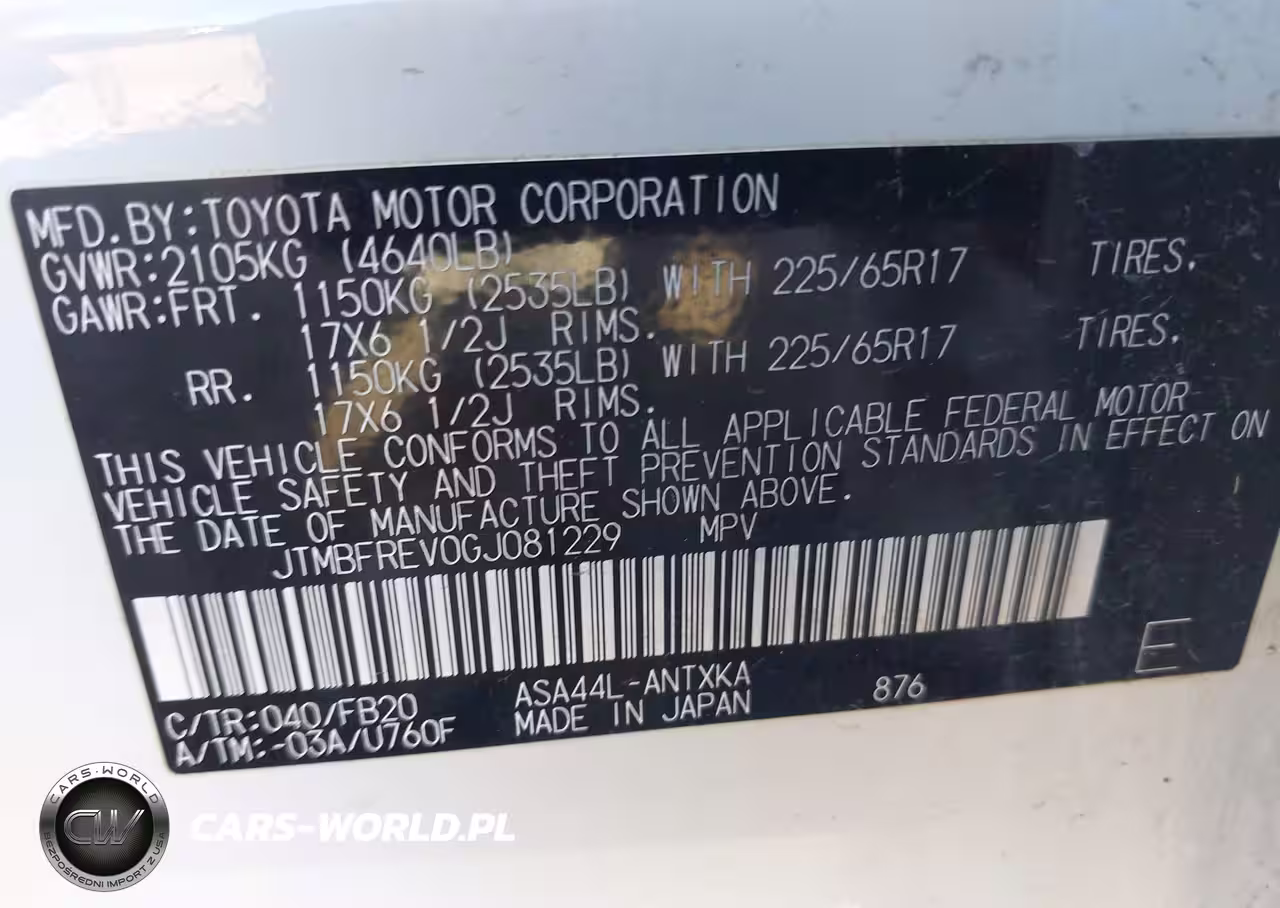 MFD.BY:TOYOTA MOTOR CORPORATION
GVWR:2105KG (4640LB)
GAWR:FRT. 1150KG (2535LB) WITH 225/65R17 TIRES.
17X6 1/2J RIMS.
RR. 1150KG (2535LB) WITH 225/65R17 TIRES.
17X6 1/2J RIMS.
THIS VEHICLE CONFORMS TO ALL APPLICABLE FEDERAL MOTOR
VEHICLE SAFETY AND THEFT PREVENTION STANDARDS IN EFFECT ON
THE DATE OF MANUFACTURE SHOWN ABOVE.
JTMBFREV0GJ081229 MPV
C/TR:040/FB20 ASA44L-ANTXKA 876 E
A/TM:-03A/U760F MADE IN JAPAN
CARS-WORLD
CW
BEZPOŚREDNI IMPORT Z USA
CARS-WORLD.PL